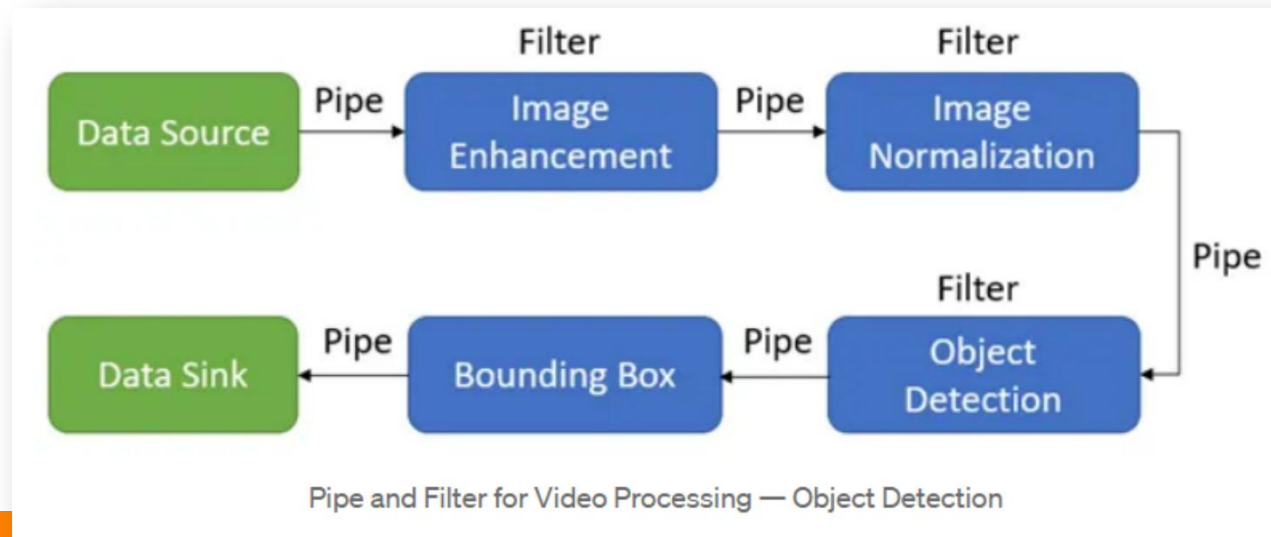 Filter
Filter
Data Source
Pipe
Image
Enhancement
Pipe
Image
Normalization
Pipe
Filter
Data Sink
Pipe
Bounding Box
Pipe
Object
Detection
Pipe and Filter for Video Processing — Object Detection